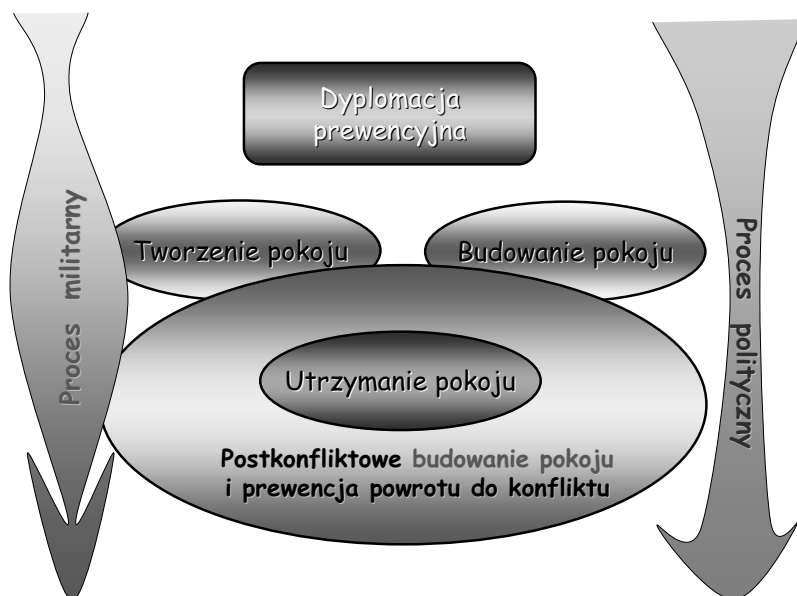 Dyplomacja
prewencyjna
Tworzenie pokoju
Budowanie pokoju
Proces militarny
Proces polityczny
Utrzymanie pokoju
Postkonfliktowe budowanie pokoju
i prewencja powrotu do konfliktu